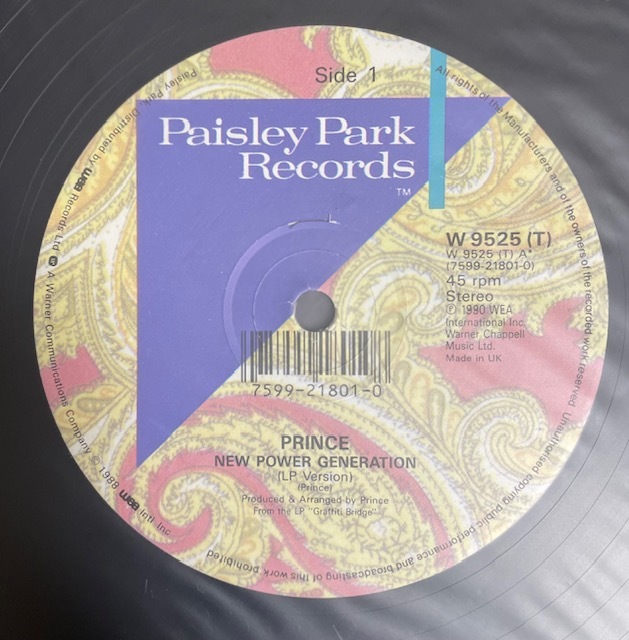 Side 1
Paisley Park
Records
™
W 9525 (T)
W 9525 (T) A*
(7599-21801-0)
45 rpm
Stereo
℗ 1990 WEA
International Inc.
Warner Chappell
Music Ltd.
Made in UK
7599-21801-0
PRINCE
NEW POWER GENERATION
(LP Version)
(Prince)
Produced & Arranged by Prince
From the LP "Graffiti Bridge"
All rights of the Manufacturers and of the owners of the recorded work reserved. Unauthorised copying public performance and broadcasting of this work prohibited
Paisley Park. Distributed by wea Records Ltd. A Warner Communications Company © 1988 wea Intl. Inc.